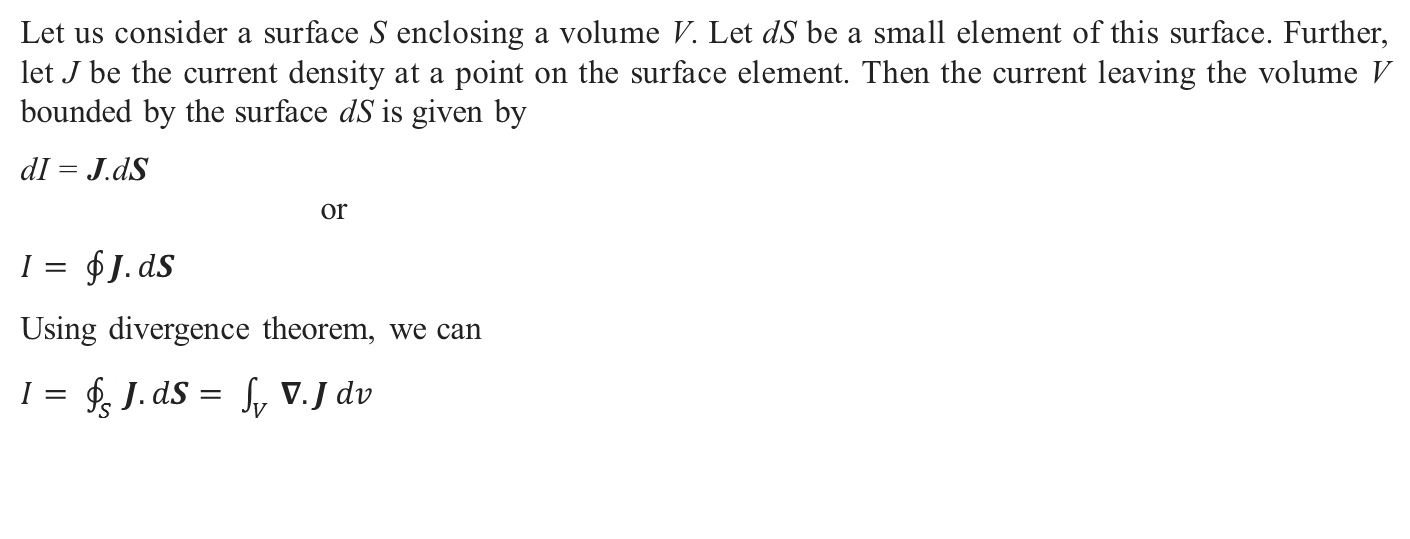 Let us consider a surface S enclosing a volume V. Let dS be a small element of this surface. Further,
let J be the current density at a point on the surface element. Then the current leaving the volume V
bounded by the surface dS is given by
dI = J.dS
or
I = ∮J. dS
Using divergence theorem, we can
I = ∮_S J. dS = ∫_V ∇. J dv